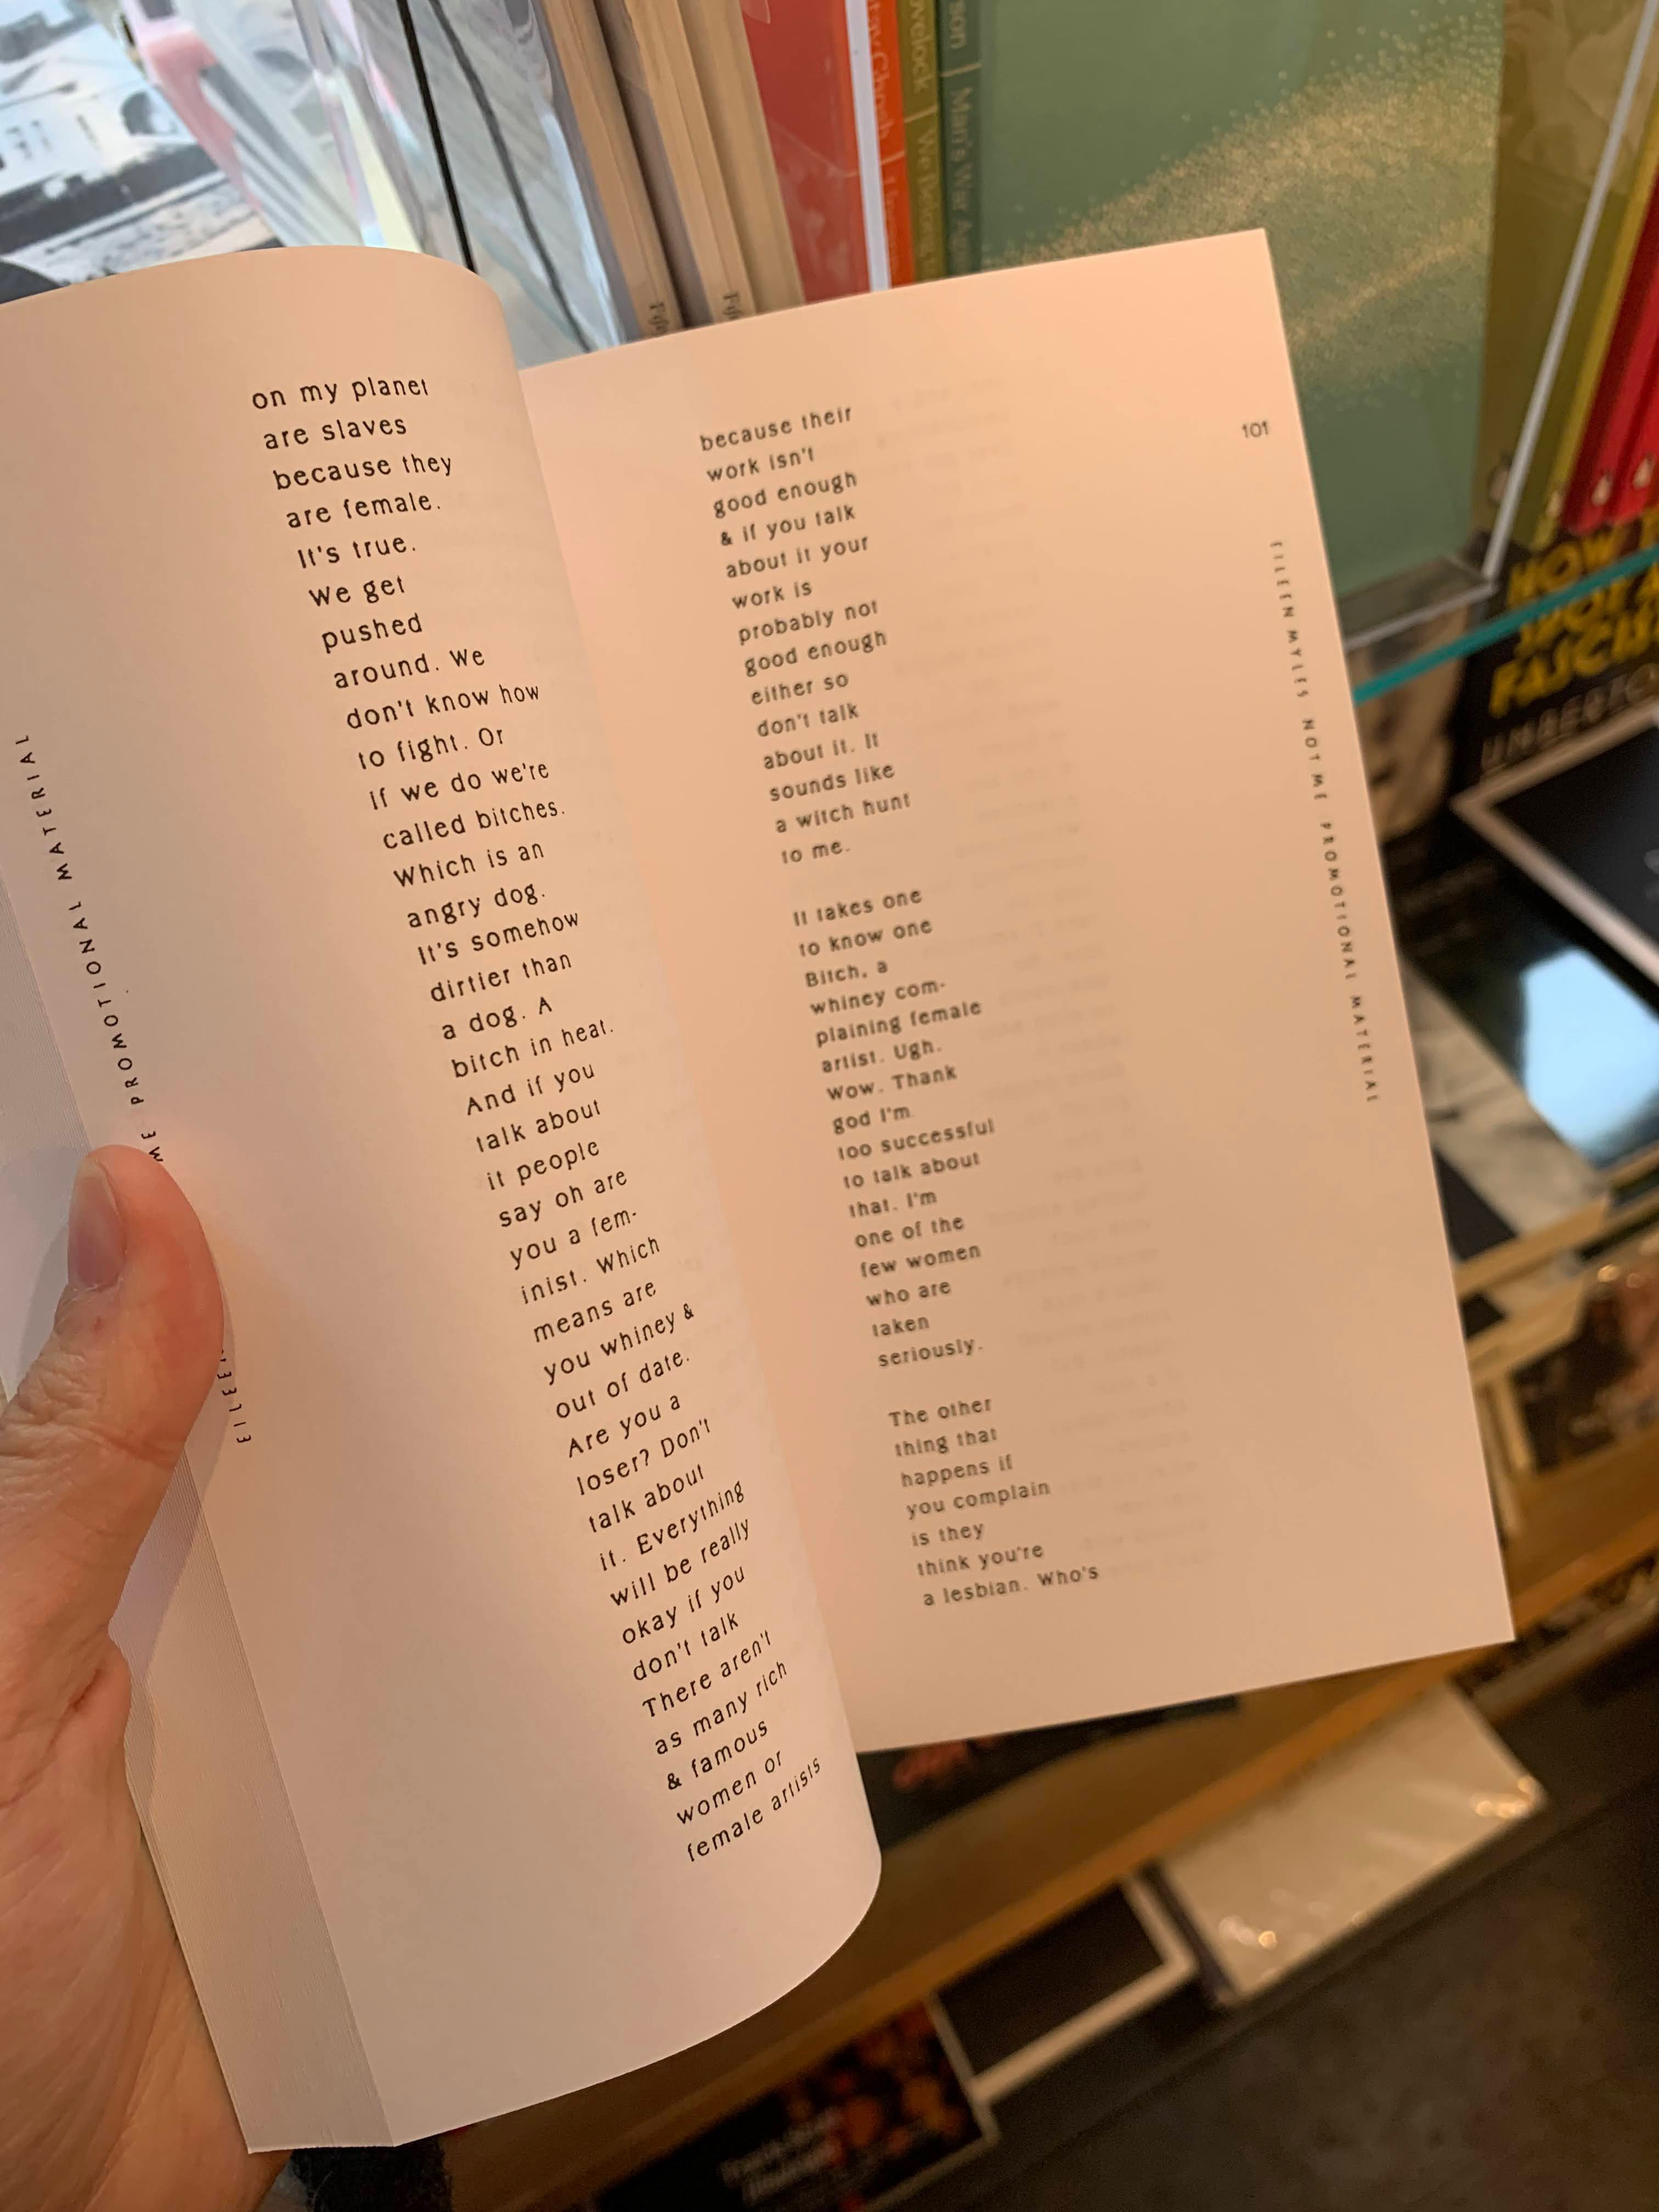 on my planet
are slaves
because they
are female.
It's true.
We get
pushed
around. We
don't know how
to fight. Or
if we do we're
called bitches.
Which is an
angry dog.
It's somehow
dirtier than
a dog. A
bitch in heat.
And if you
talk about
it people
say oh are
you a fem-
inist. Which
means are
you whiney &
out of date.
Are you a
loser? Don't
talk about
it. Everything
will be really
okay if you
don't talk
There aren't
as many rich
& famous
women or
female artists
ME PROMOTIONAL MATERIAL
because their
work isn't
good enough
& if you talk
about it your
work is
probably not
good enough
either so
don't talk
about it. It
sounds like
a witch hunt
to me.
It takes one
to know one
Bitch, a
whiney com-
plaining female
artist. Ugh.
Wow. Thank
god I'm
too successful
to talk about
that. I'm
one of the
few women
who are
taken
seriously.
The other
thing that
happens if
you complain
is they
think you're
a lesbian. Who's
101
EILEEN MYLES NOT ME PROMOTIONAL MATERIAL
welock | We
son | Man's War
HOW